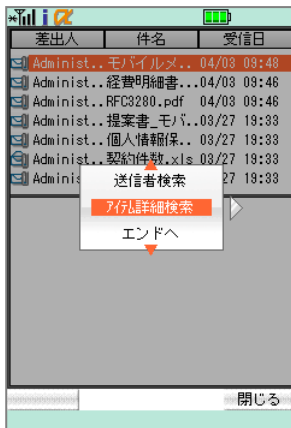 差出人 件名 受信日
Administ.. モバイルメ.. 04/03 09:48
Administ.. 経費明細書... 04/03 09:46
Administ.. RFC3280.pdf 04/03 09:46
Administ.. 提案書_モバ.. 03/27 19:33
Administ.. 個人情報保.. 03/27 19:33
Administ.. 契約件数.xls 03/27 19:33
Adminis 27 19:33
送信者検索
ｱｲﾃﾑ詳細検索
エンドへ
閉じる